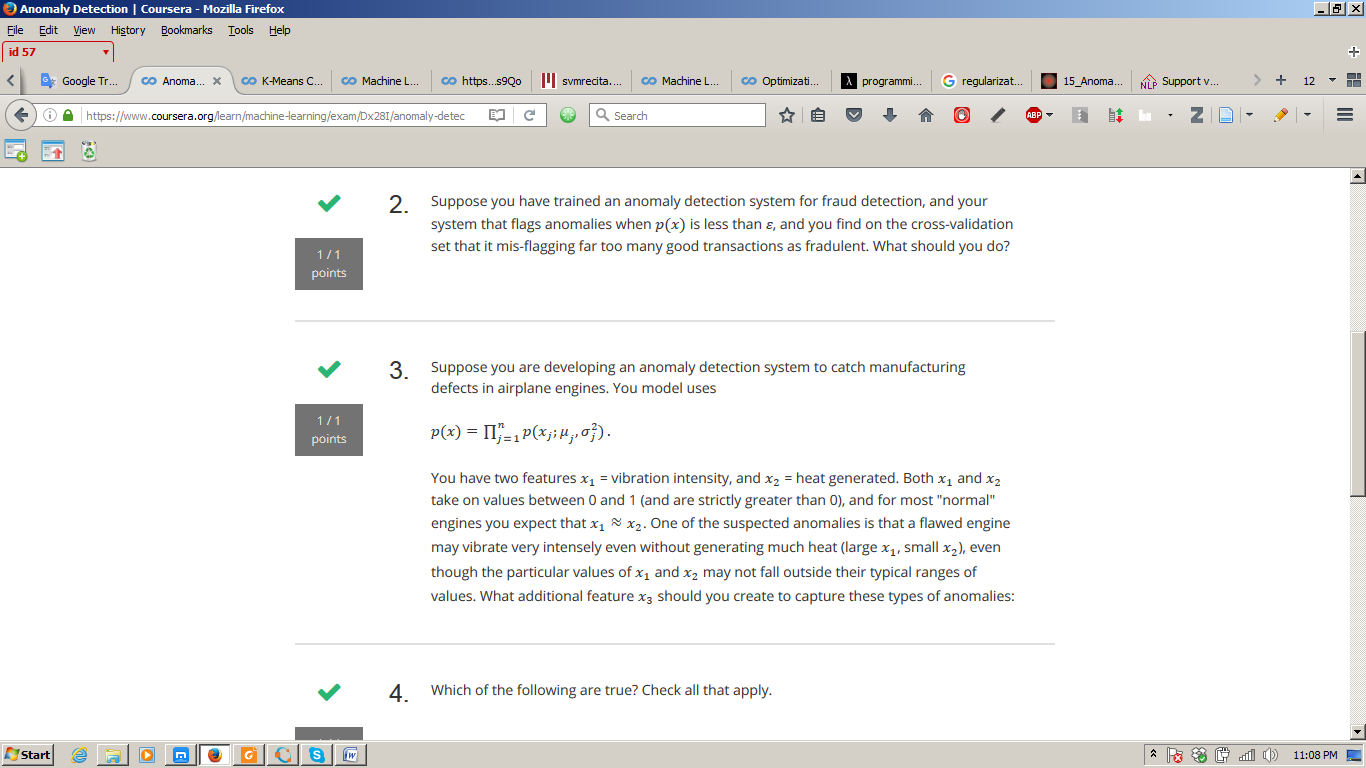 Anomaly Detection | Coursera - Mozilla Firefox
File Edit View History Bookmarks Tools Help
id 57
Google Tr... Anoma... K-Means C... Machine L... https...s9Qo svmrecita... Machine L... Optimizati... programmi... regularizat... 15_Anoma... NLP Support v... 12
https://www.coursera.org/learn/machine-learning/exam/Dx28I/anomaly-detec Search ABP
2. Suppose you have trained an anomaly detection system for fraud detection, and your
system that flags anomalies when p(x) is less than ε, and you find on the cross-validation
set that it mis-flagging far too many good transactions as fradulent. What should you do?
1 / 1
points
3. Suppose you are developing an anomaly detection system to catch manufacturing
defects in airplane engines. You model uses
1 / 1
points
p(x) = ∏ⁿⱼ₌₁ p(xⱼ; μⱼ, σⱼ²).
You have two features x₁ = vibration intensity, and x₂ = heat generated. Both x₁ and x₂
take on values between 0 and 1 (and are strictly greater than 0), and for most "normal"
engines you expect that x₁ ≈ x₂. One of the suspected anomalies is that a flawed engine
may vibrate very intensely even without generating much heat (large x₁, small x₂), even
though the particular values of x₁ and x₂ may not fall outside their typical ranges of
values. What additional feature x₃ should you create to capture these types of anomalies:
4. Which of the following are true? Check all that apply.
Start 11:08 PM